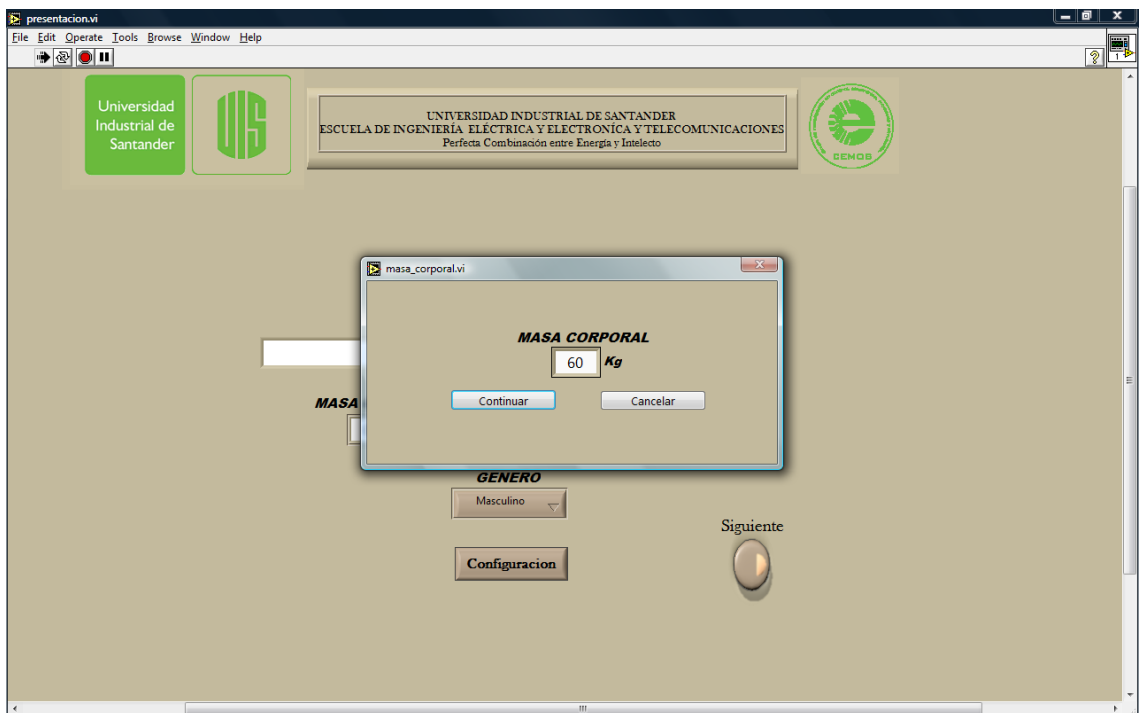 presentacion.vi
File Edit Operate Tools Browse Window Help
1
Universidad
Industrial de
Santander
UNIVERSIDAD INDUSTRIAL DE SANTANDER
ESCUELA DE INGENIERÍA ELÉCTRICA Y ELECTRONÍCA Y TELECOMUNICACIONES
Perfecta Combinación entre Energía y Intelecto
CEMOS
masa_corporal.vi
MASA CORPORAL
60 Kg
Continuar Cancelar
MASA
GENERO
Masculino
Siguiente
Configuracion